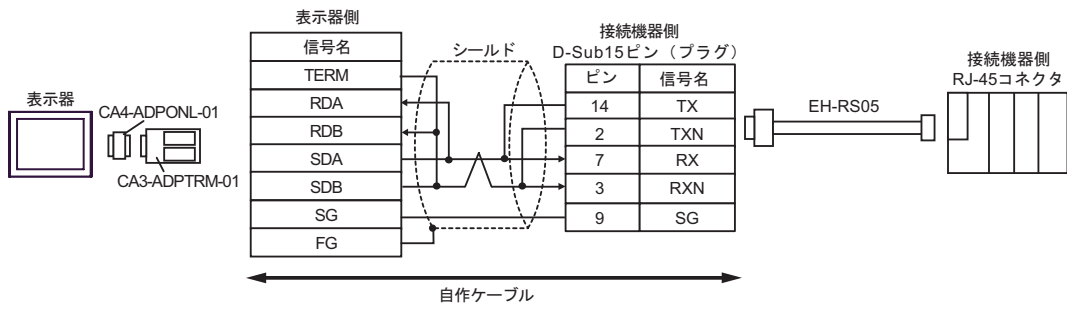 表示器
CA4-ADPONL-01
CA3-ADPTRM-01
表示器側
信号名
TERM
RDA
RDB
SDA
SDB
SG
FG
シールド
接続機器側
D-Sub15ピン（プラグ）
ピン 信号名
14 TX
2 TXN
7 RX
3 RXN
9 SG
EH-RS05
接続機器側
RJ-45コネクタ
自作ケーブル